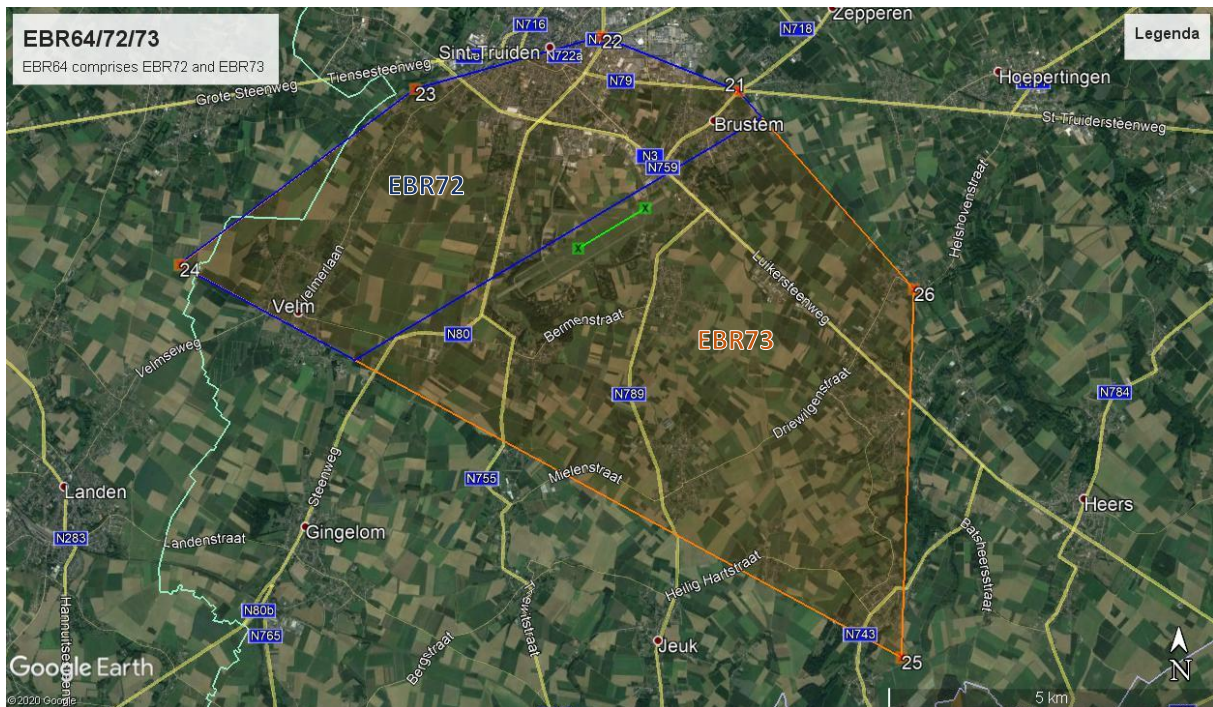 EBR64/72/73
EBR64 comprises EBR72 and EBR73
Legenda
N716
Zepperen
N718
Sint-Truiden
N722a
22
Hoepertingen
Tiensesteenweg
Grote Steenweg
23
N79
21
Brustem
St-Truidersteenweg
N3
N759
EBR72
X
X
Helshovenstraat
24
Velmerlaan
Velm
Luikersteenweg
26
Bermenstraat
N80
EBR73
Velmseweg
N789
N784
Driewilgenstraat
Steenweg
N755
Mielenstraat
Landen
Heers
N283
Landenstraat
Gingelom
Batsheersstraat
Heilig Hartstraat
N80b
N765
Bergstraat
Jeuk
N743
25
N
Google Earth
©2020 Google
5 km